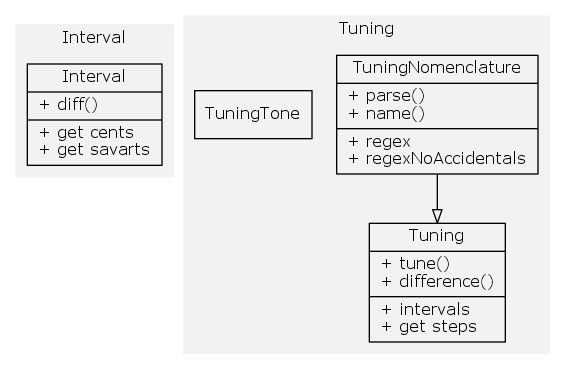 Interval
Interval
+ diff()
+ get cents
+ get savarts
Tuning
TuningTone
TuningNomenclature
+ parse()
+ name()
+ regex
+ regexNoAccidentals
Tuning
+ tune()
+ difference()
+ intervals
+ get steps